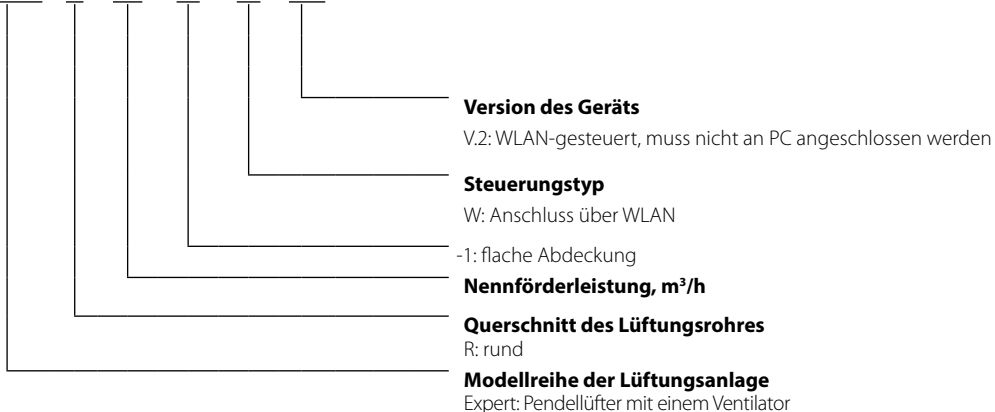 Version des Geräts
V.2: WLAN-gesteuert, muss nicht an PC angeschlossen werden
Steuerungstyp
W: Anschluss über WLAN
-1: flache Abdeckung
Nennförderleistung, m³/h
Querschnitt des Lüftungsrohres
R: rund
Modellreihe der Lüftungsanlage
Expert: Pendellüfter mit einem Ventilator